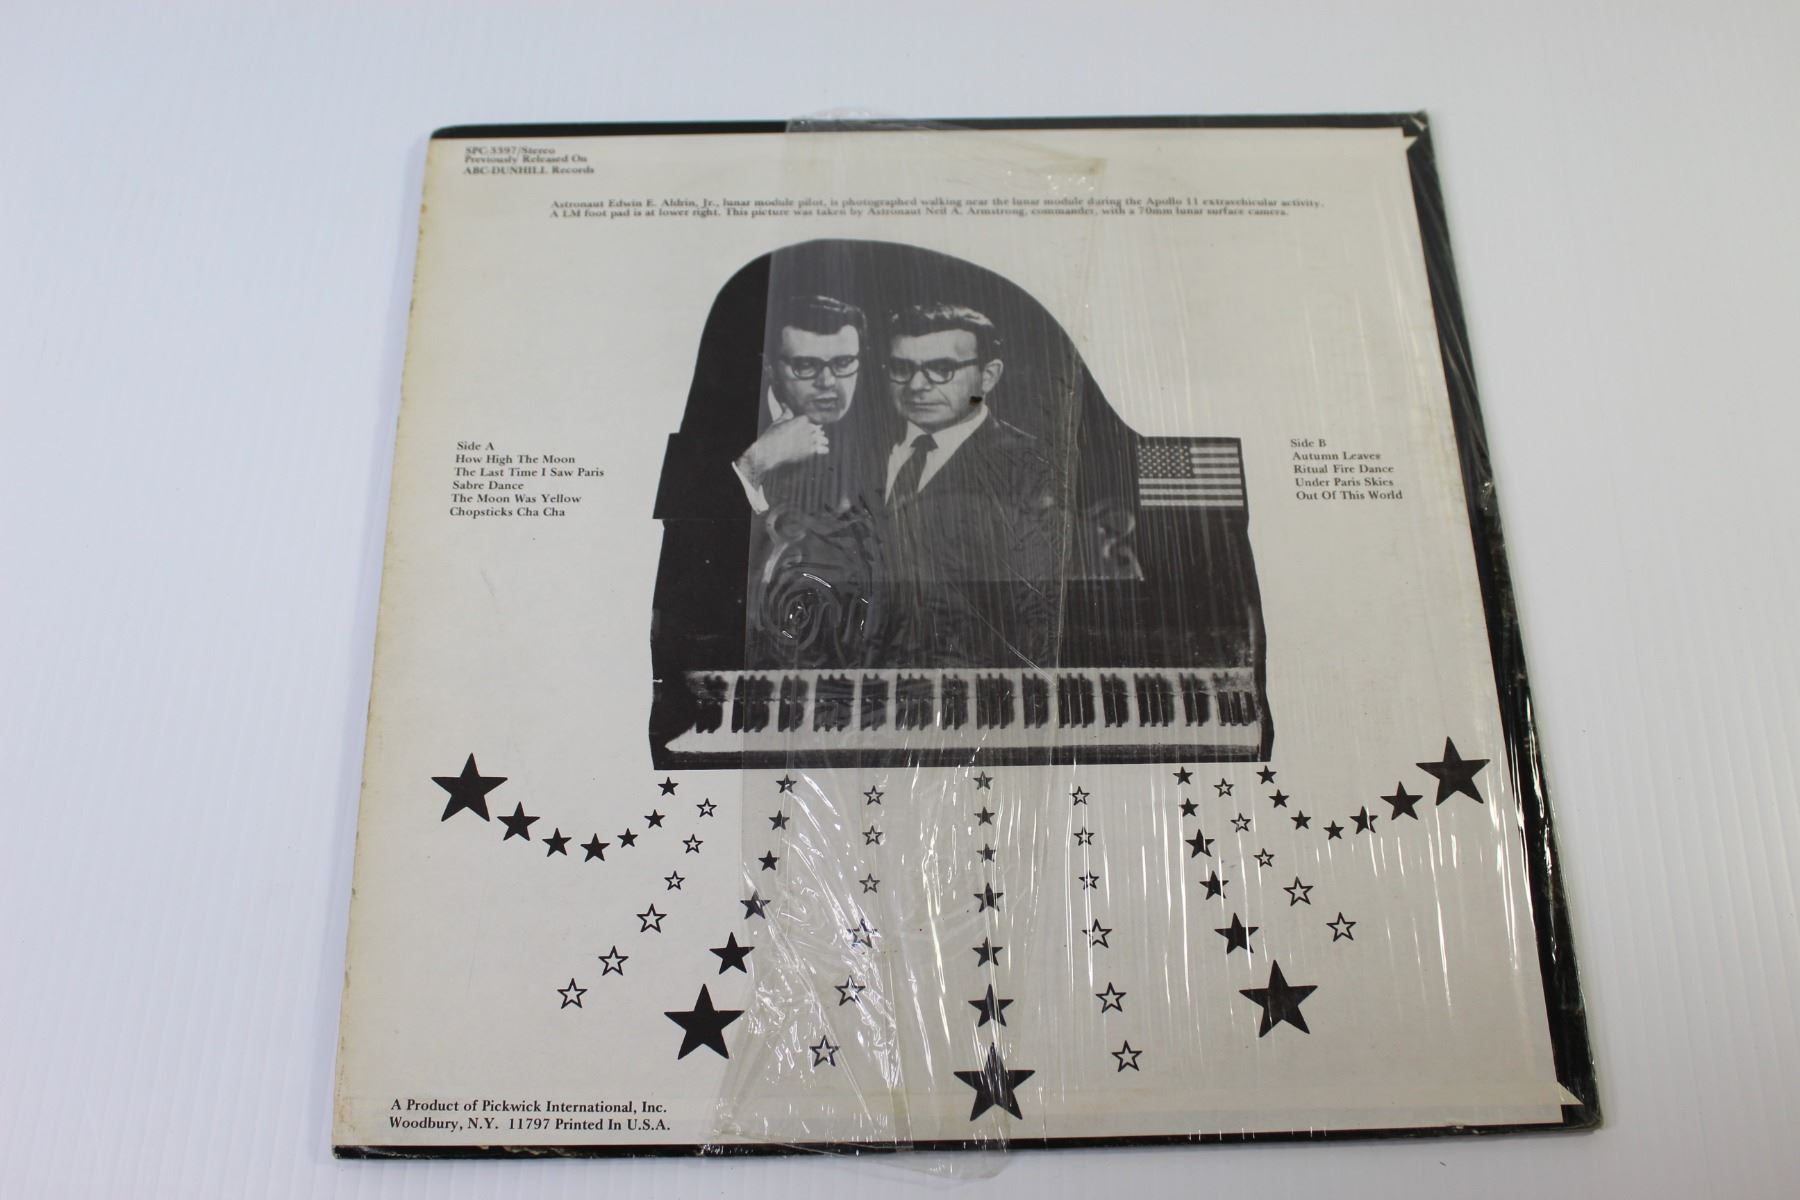 SPC-3397/Stereo
Previously Released On
ABC-DUNHILL Records
Astronaut Edwin E. Aldrin, Jr., lunar module pilot, is photographed walking near the lunar module during the Apollo 11 extravehicular activity.
A LM foot pad is at lower right. This picture was taken by Astronaut Neil A. Armstrong, commander, with a 70mm lunar surface camera.
Side A
How High The Moon
The Last Time I Saw Paris
Sabre Dance
The Moon Was Yellow
Chopsticks Cha Cha
Side B
Autumn Leaves
Ritual Fire Dance
Under Paris Skies
Out Of This World
A Product of Pickwick International, Inc.
Woodbury, N.Y. 11797 Printed In U.S.A.